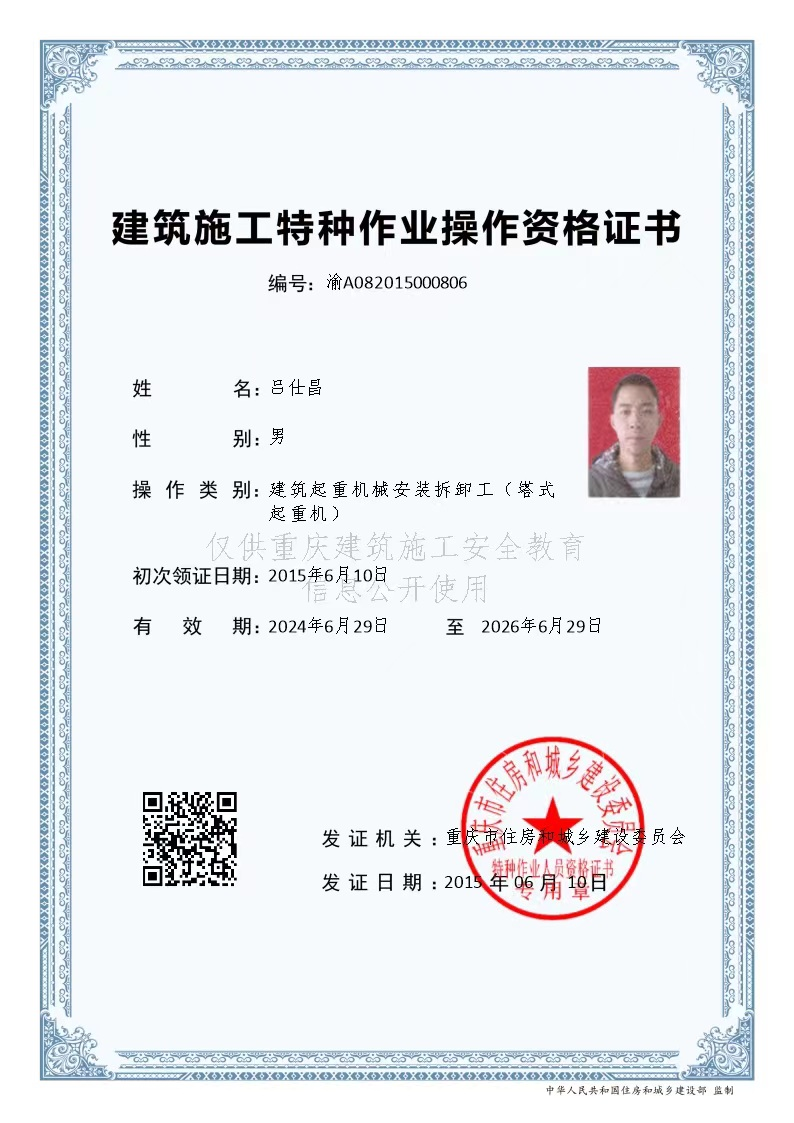 建筑施工特种作业操作资格证书
编号：渝A082015000806
姓 名：吕仕昌
性 别：男
操 作 类 别：建筑起重机械安装拆卸工（塔式
起重机）
仅供重庆建筑施工安全教育
初次领证日期：2015年6月10日
信息公开使用
有 效 期：2024年6月29日 至 2026年6月29日
重庆市住房和城乡建设委员会
发 证 机 关：重庆市住房和城乡建设委员会
特种作业人员资格证书
发 证 日 期：2015 年 06 月 10日
专用章
中华人民共和国住房和城乡建设部 监制